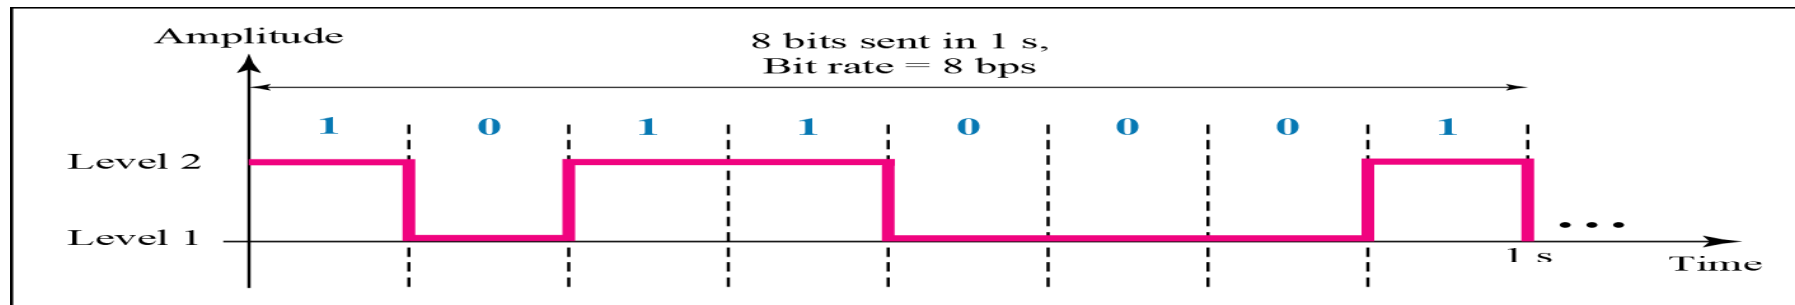 Amplitude
8 bits sent in 1 s,
Bit rate = 8 bps
1 0 1 1 0 0 0 1
Level 2
Level 1
• • •
1 s
Time